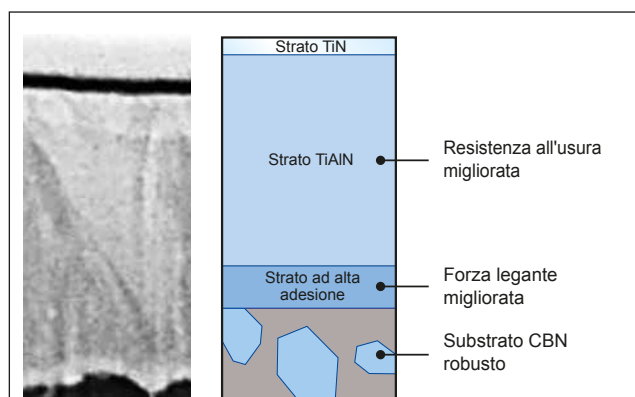 Strato TiN
Strato TiAlN
Resistenza all'usura
migliorata
Strato ad alta
adesione
Forza legante
migliorata
Substrato CBN
robusto